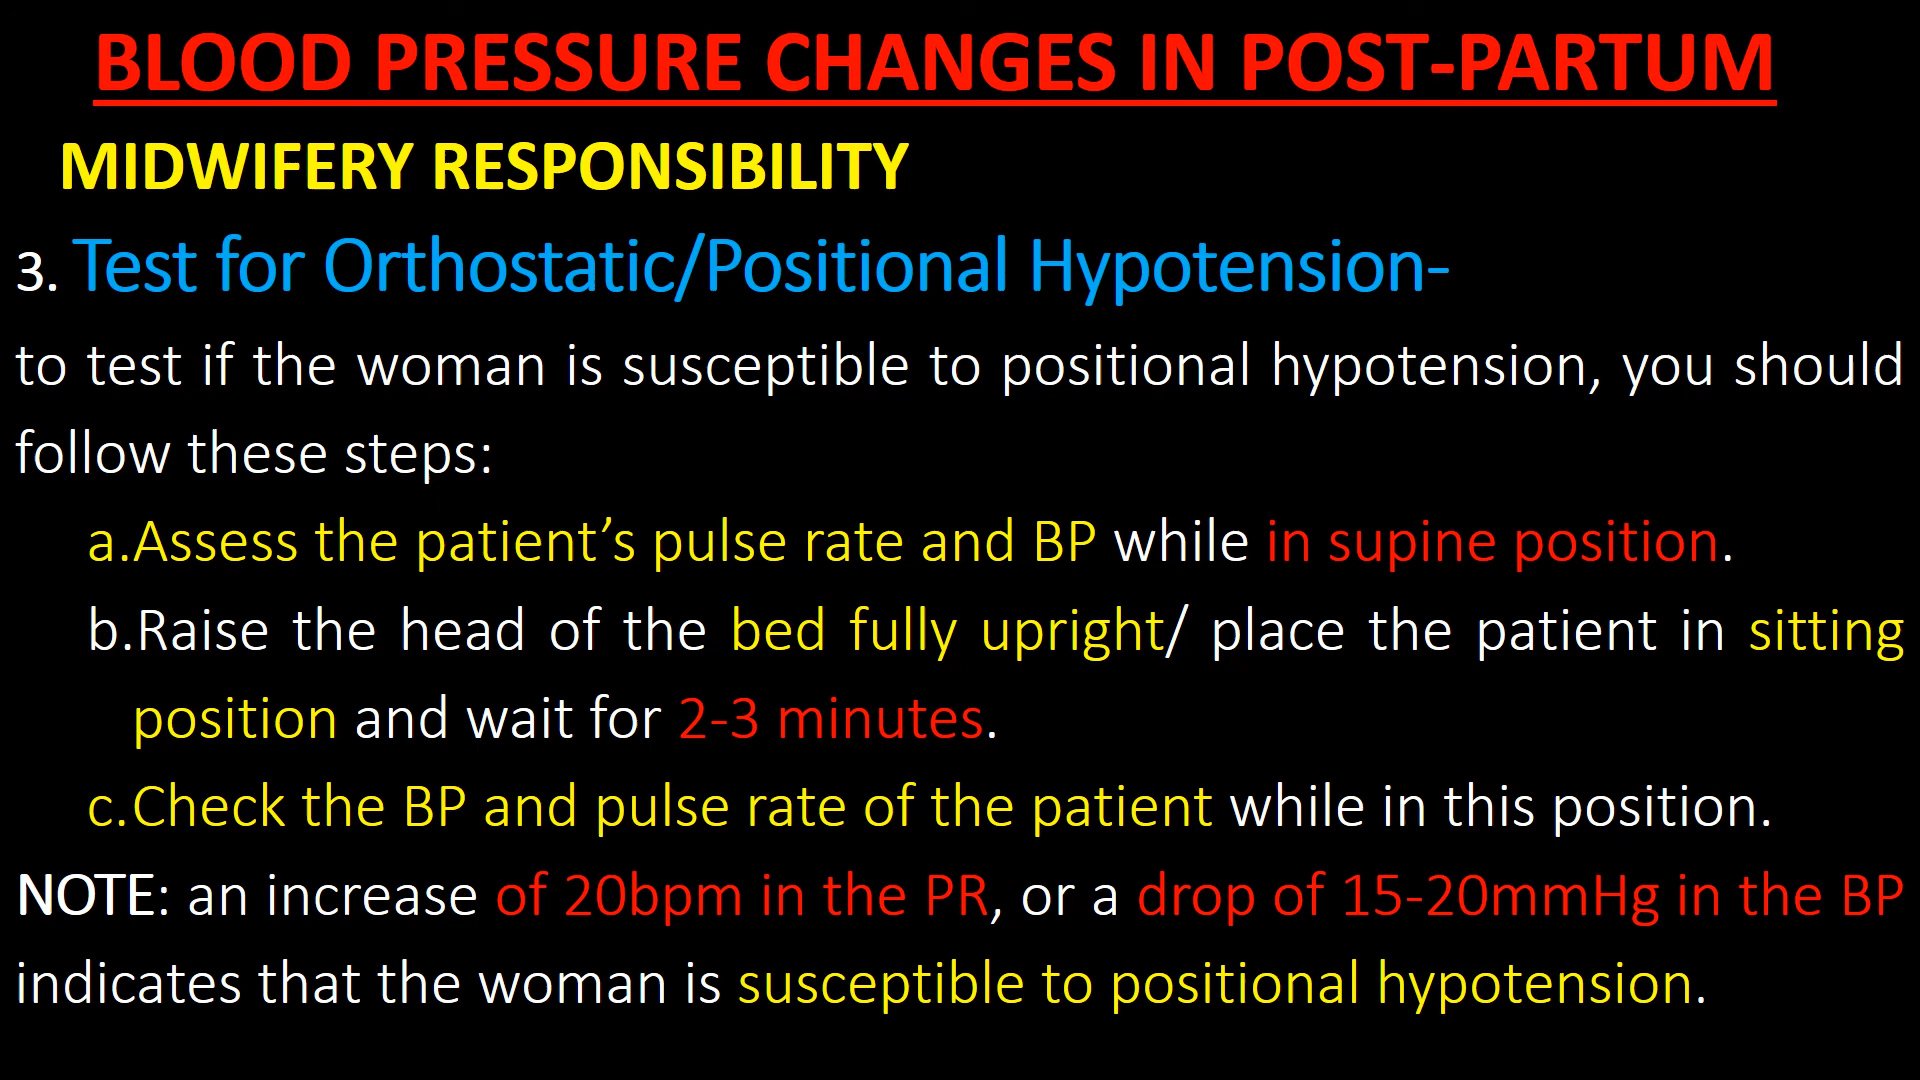 BLOOD PRESSURE CHANGES IN POST-PARTUM
MIDWIFERY RESPONSIBILITY
3. Test for Orthostatic/Positional Hypotension-
to test if the woman is susceptible to positional hypotension, you should
follow these steps:
a.Assess the patient’s pulse rate and BP while in supine position.
b.Raise the head of the bed fully upright/ place the patient in sitting
position and wait for 2-3 minutes.
c.Check the BP and pulse rate of the patient while in this position.
NOTE: an increase of 20bpm in the PR, or a drop of 15-20mmHg in the BP
indicates that the woman is susceptible to positional hypotension.